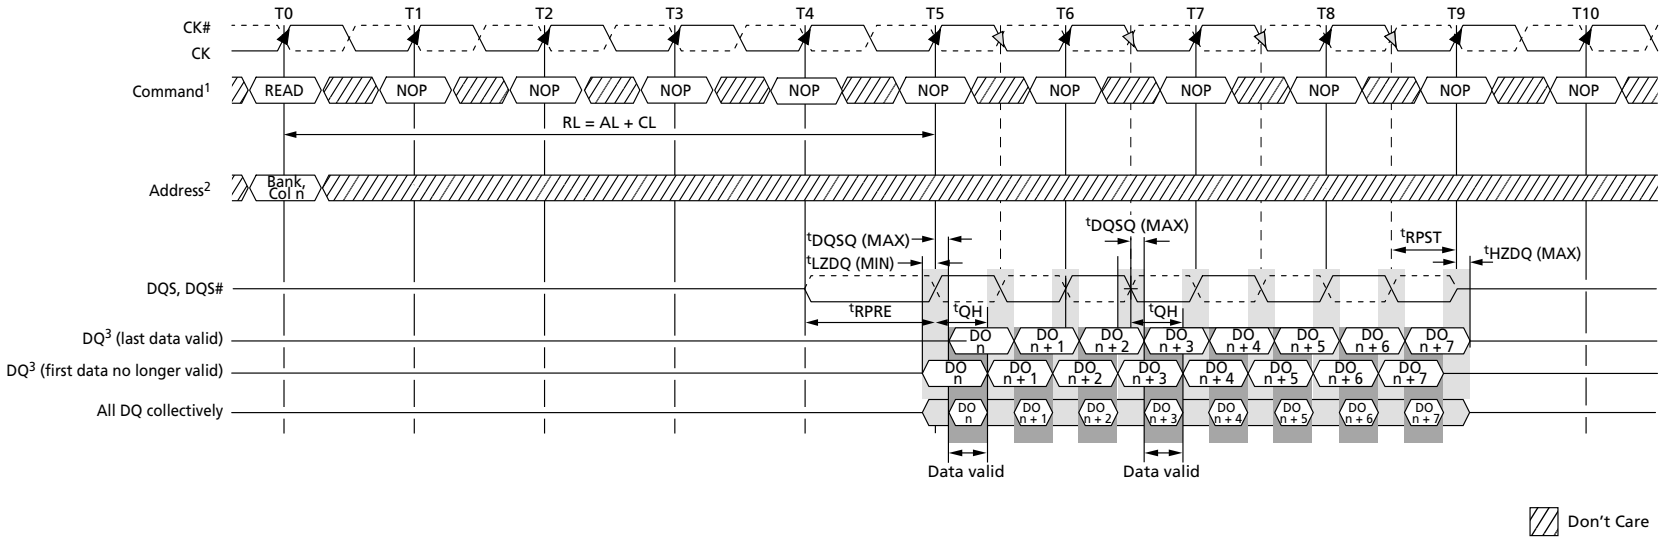 T0 T1 T2 T3 T4 T5 T6 T7 T8 T9 T10
CK#
CK
Command1 READ NOP NOP NOP NOP NOP NOP NOP NOP NOP NOP
RL = AL + CL
Address2 Bank,
Col n
tDQSQ (MAX) tDQSQ (MAX) tRPST
tLZDQ (MIN) tHZDQ (MAX)
DQS, DQS#
tRPRE tQH tQH
DQ3 (last data valid) DO DO DO DO DO DO DO DO
n n + 1 n + 2 n + 3 n + 4 n + 5 n + 6 n + 7
DQ3 (first data no longer valid) DO DO DO DO DO DO DO DO
n n + 1 n + 2 n + 3 n + 4 n + 5 n + 6 n + 7
All DQ collectively DO DO DO DO DO DO DO DO
n n + 1 n + 2 n + 3 n + 4 n + 5 n + 6 n + 7
Data valid Data valid
Don't Care